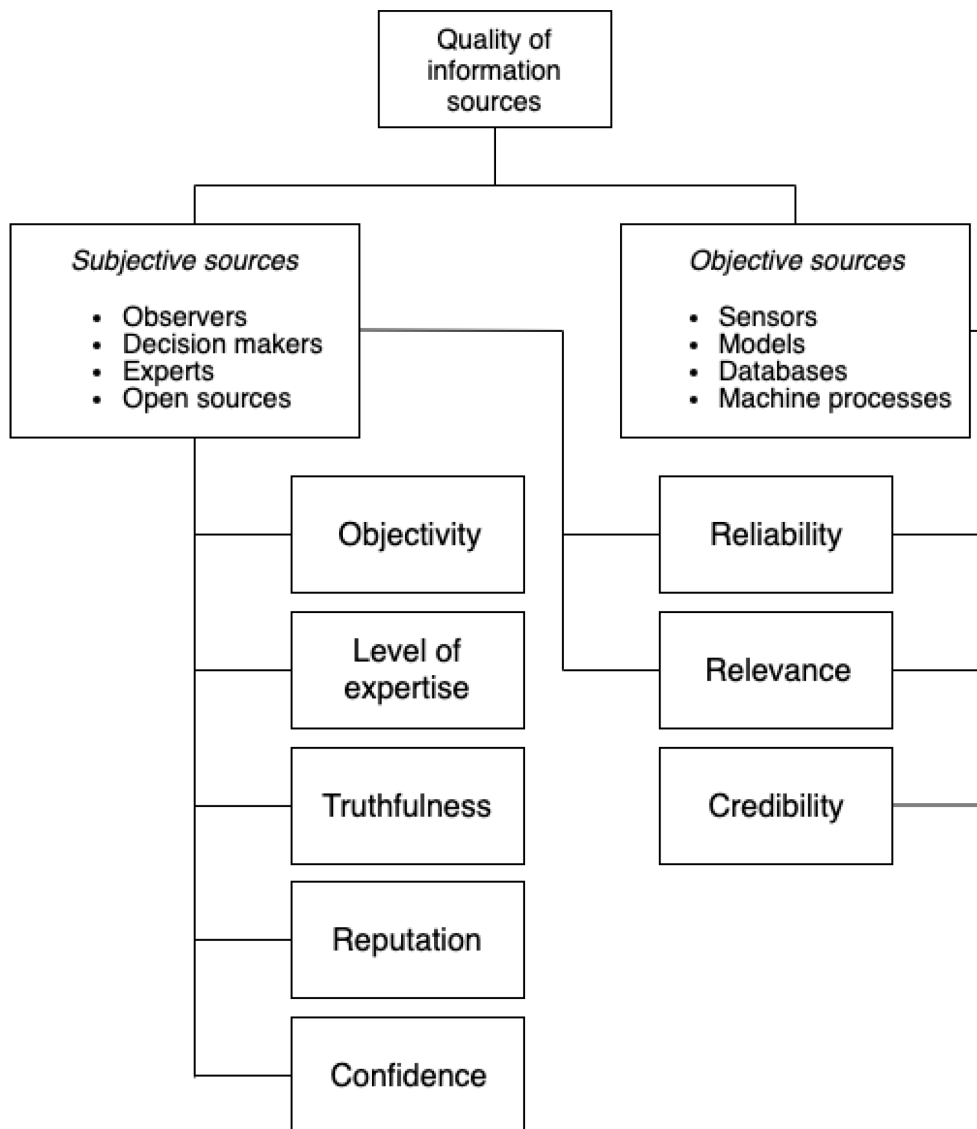 Quality of
information
sources
Subjective sources
• Observers
• Decision makers
• Experts
• Open sources
Objective sources
• Sensors
• Models
• Databases
• Machine processes
Objectivity
Reliability
Level of
expertise
Relevance
Truthfulness
Credibility
Reputation
Confidence